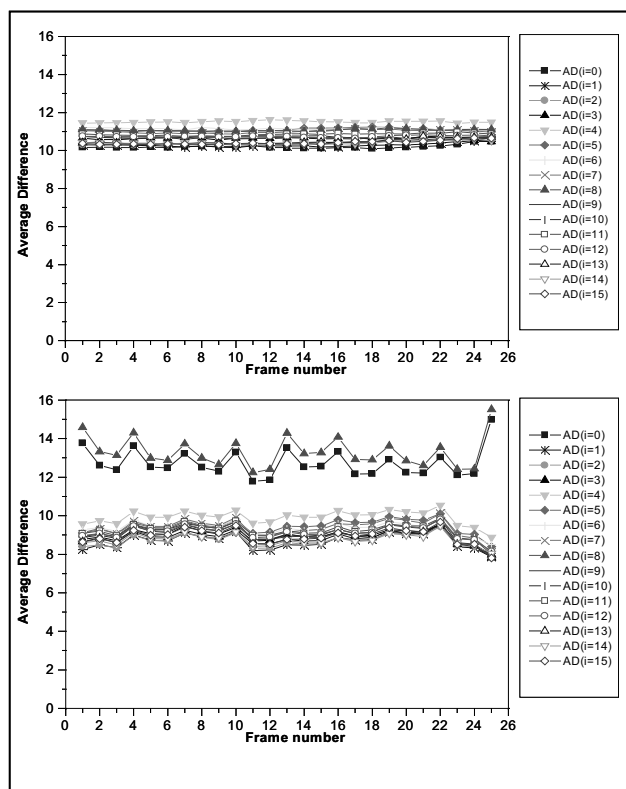 16
14
12
10
8
6
4
2
0
Average Difference
0 2 4 6 8 10 12 14 16 18 20 22 24 26
Frame number
AD(i=0)
AD(i=1)
AD(i=2)
AD(i=3)
AD(i=4)
AD(i=5)
AD(i=6)
AD(i=7)
AD(i=8)
AD(i=9)
AD(i=10)
AD(i=11)
AD(i=12)
AD(i=13)
AD(i=14)
AD(i=15)
16
14
12
10
8
6
4
2
0
Average Difference
0 2 4 6 8 10 12 14 16 18 20 22 24 26
Frame number
AD(i=0)
AD(i=1)
AD(i=2)
AD(i=3)
AD(i=4)
AD(i=5)
AD(i=6)
AD(i=7)
AD(i=8)
AD(i=9)
AD(i=10)
AD(i=11)
AD(i=12)
AD(i=13)
AD(i=14)
AD(i=15)